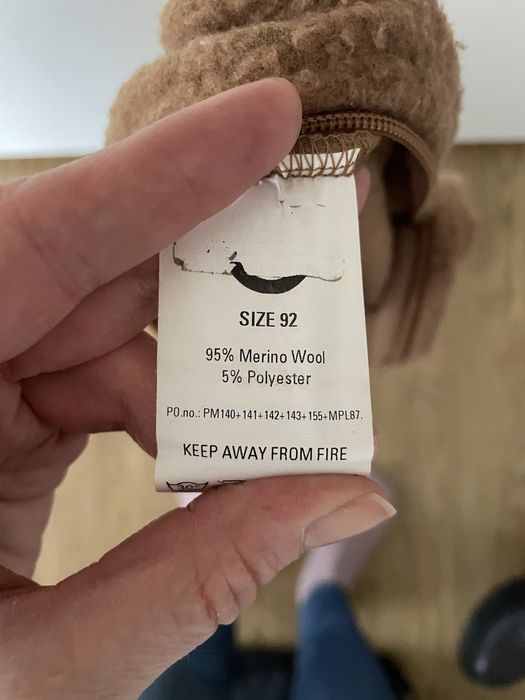 SIZE 92
95% Merino Wool
5% Polyester
PO.no.: PM140+141+142+143+155+MPL87.
KEEP AWAY FROM FIRE